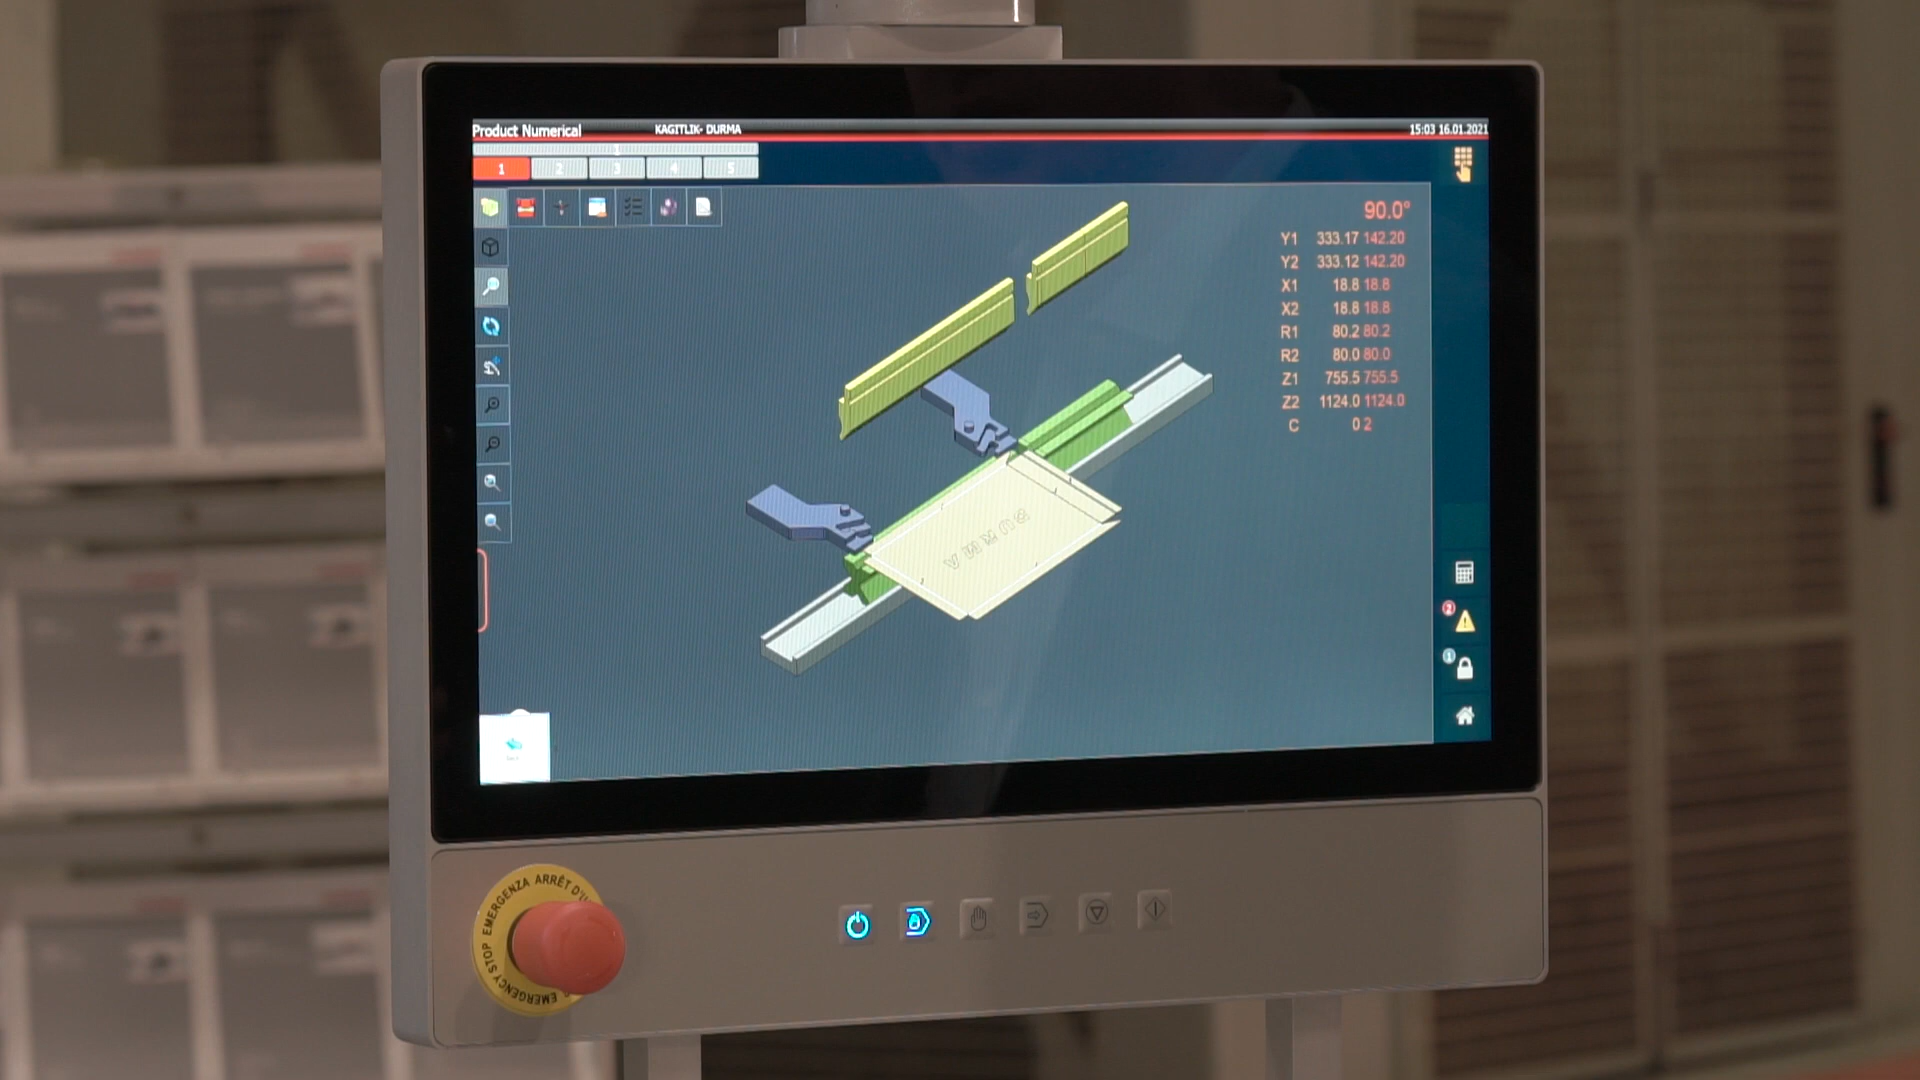 Product Numerical KAGITLIK- DURMA 15:03 16.01.2021
1
1 2 3 4 5
90.0°
Y1 333.17 142.20
Y2 333.12 142.20
X1 18.8 18.8
X2 18.8 18.8
R1 80.2 80.2
R2 80.0 80.0
Z1 755.5 755.5
Z2 1124.0 1124.0
C 0 2
DURMA
2
1
EMERGENCY STOP EMERGENZA ARRÊT D'U